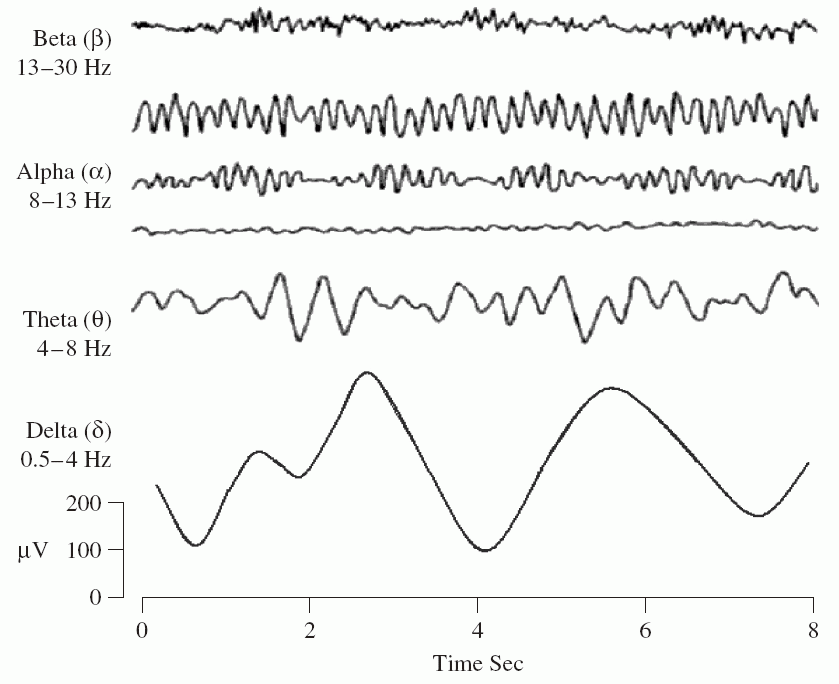 Beta (β)
13–30 Hz
Alpha (α)
8–13 Hz
Theta (θ)
4–8 Hz
Delta (δ)
0.5–4 Hz
200
μV 100
0
0 2 4 6 8
Time Sec